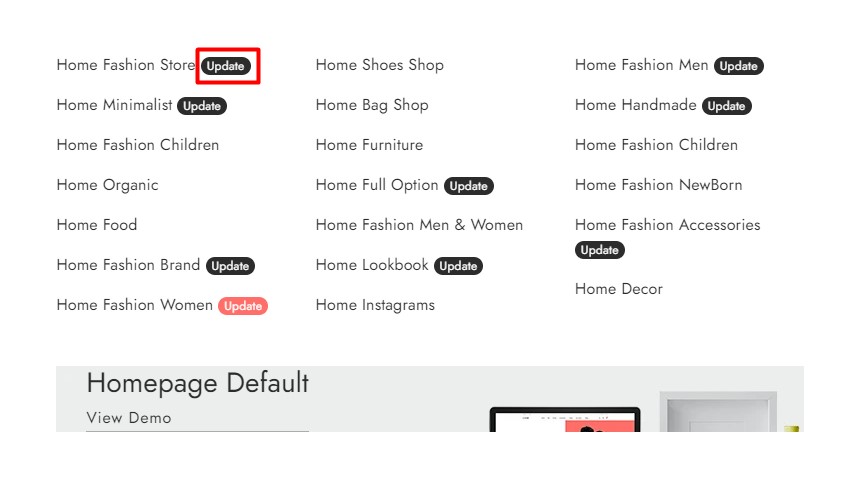 Home Fashion Store Update
Home Minimalist Update
Home Fashion Children
Home Organic
Home Food
Home Fashion Brand Update
Home Fashion Women Update
Home Shoes Shop
Home Bag Shop
Home Furniture
Home Full Option Update
Home Fashion Men & Women
Home Lookbook Update
Home Instagrams
Home Fashion Men Update
Home Handmade Update
Home Fashion Children
Home Fashion NewBorn
Home Fashion Accessories
Update
Home Decor
Homepage Default
View Demo